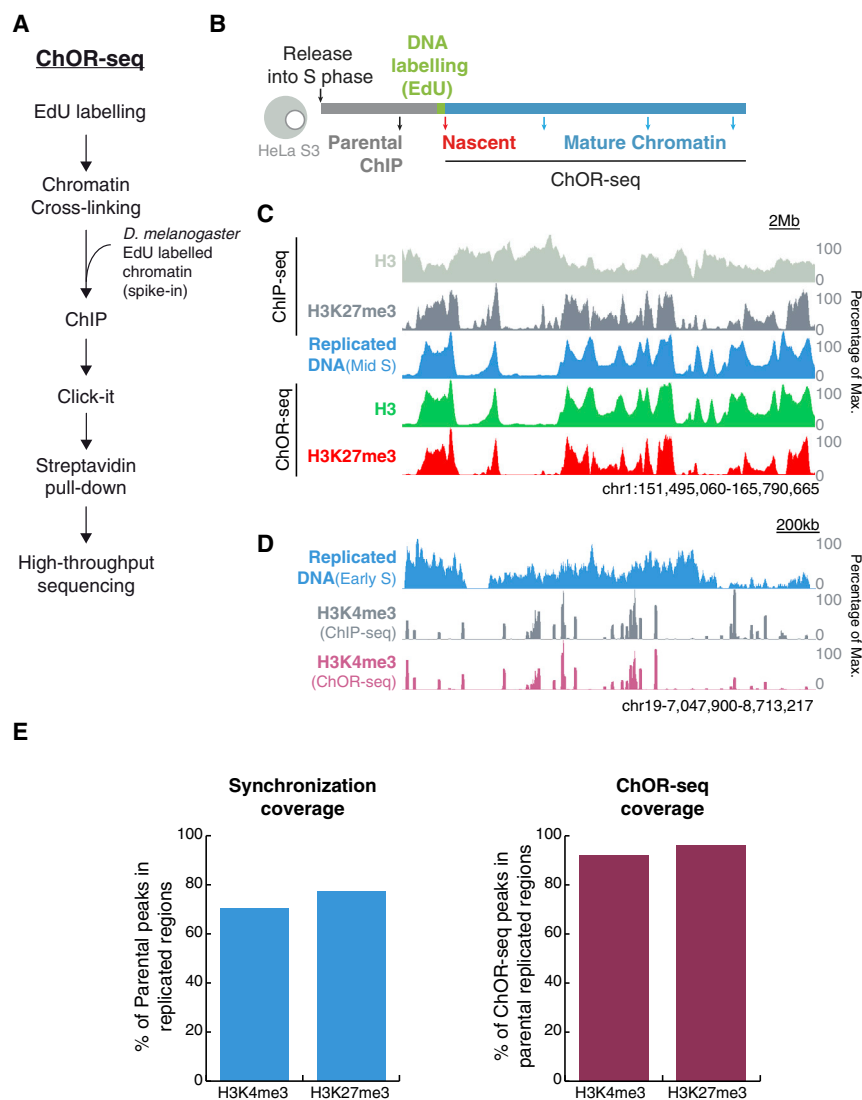 A
ChOR-seq
EdU labelling
Chromatin
Cross-linking
D. melanogaster
EdU labelled
chromatin
(spike-in)
ChIP
Click-it
Streptavidin
pull-down
High-throughput
sequencing
B
Release
into S phase
DNA
labelling
(EdU)
HeLa S3
Parental
ChIP
Nascent
Mature Chromatin
ChOR-seq
C
2Mb
ChIP-seq
H3
100
0
H3K27me3
100
0
Replicated
DNA(Mid S)
100
0
ChOR-seq
H3
100
0
H3K27me3
100
0
Percentage of Max.
chr1:151,495,060-165,790,665
D
200kb
Replicated
DNA(Early S)
100
0
H3K4me3
(ChIP-seq)
100
0
H3K4me3
(ChOR-seq)
100
0
Percentage of Max.
chr19-7,047,900-8,713,217
E
Synchronization
coverage
% of Parental peaks in
replicated regions
100
80
60
40
20
0
H3K4me3 H3K27me3
ChOR-seq
coverage
% of ChOR-seq peaks in
parental replicated regions
100
80
60
40
20
0
H3K4me3 H3K27me3